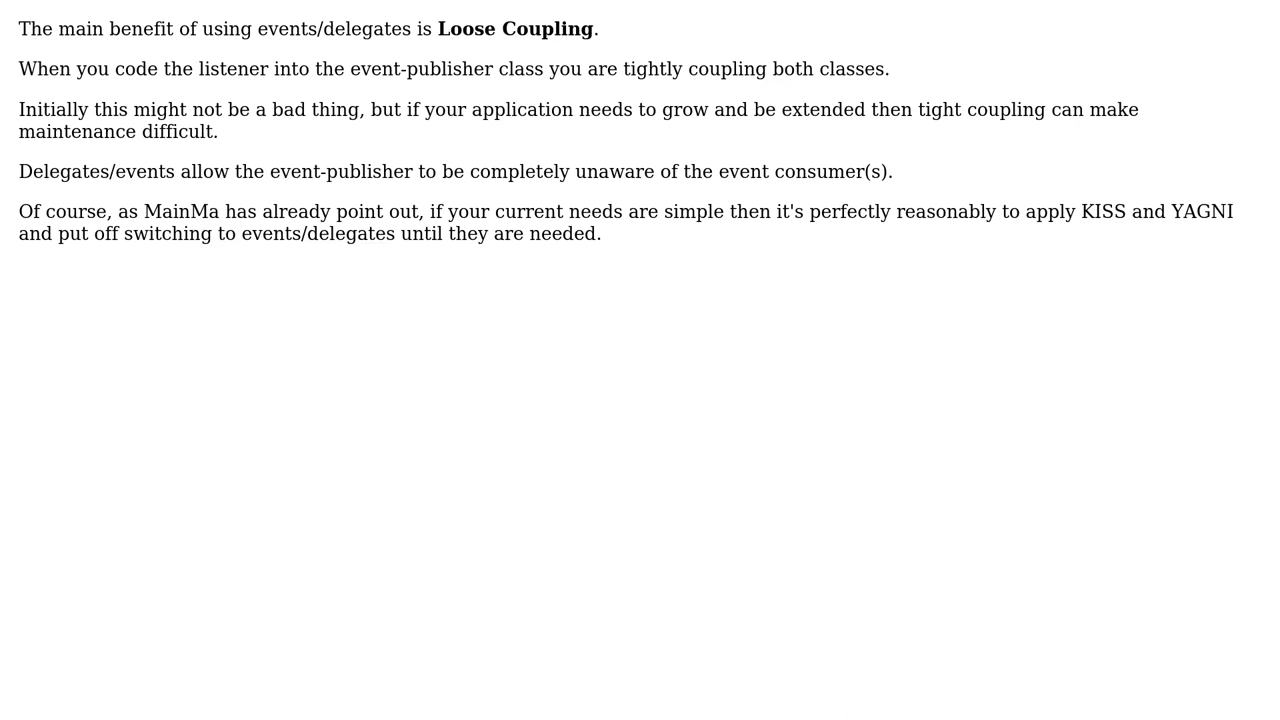 The main benefit of using events/delegates is Loose Coupling.
When you code the listener into the event-publisher class you are tightly coupling both classes.
Initially this might not be a bad thing, but if your application needs to grow and be extended then tight coupling can make
maintenance difficult.
Delegates/events allow the event-publisher to be completely unaware of the event consumer(s).
Of course, as MainMa has already point out, if your current needs are simple then it's perfectly reasonably to apply KISS and YAGNI
and put off switching to events/delegates until they are needed.